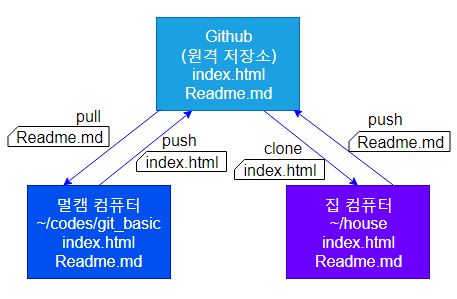 Github
(원격 저장소)
index.html
Readme.md
pull
Readme.md
push
index.html
clone
index.html
push
Readme.md
멀캠 컴퓨터
~/codes/git_basic
index.html
Readme.md
집 컴퓨터
~/house
index.html
Readme.md